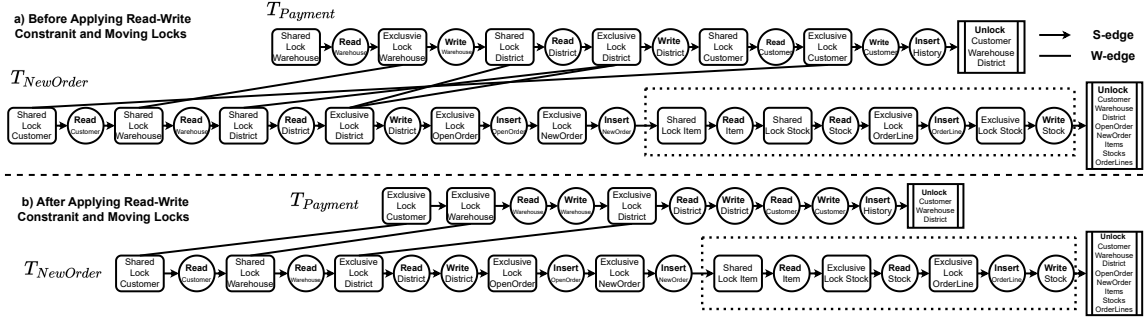 a) Before Applying Read-Write
Constranit and Moving Locks
T_Payment
Shared
Lock
Warehouse
Read
Warehouse
Exclusvie
Lock
Warehouse
Write
Warehouse
Shared
Lock
District
Read
District
Exclusive
Lock
District
Write
District
Shared
Lock
Customer
Read
Customer
Exclusive
Lock
Customer
Write
Customer
Insert
History
Unlock
Customer
Warehouse
District
S-edge
W-edge
T_NewOrder
Shared
Lock
Customer
Read
Customer
Shared
Lock
Warehouse
Read
Warehouse
Shared
Lock
District
Read
District
Exclusive
Lock
District
Write
District
Exclusive
Lock
OpenOrder
Insert
OpenOrder
Exclusive
Lock
NewOrder
Insert
NewOrder
Shared
Lock Item
Read
Item
Shared
Lock Stock
Read
Stock
Exclusive
Lock
OrderLine
Insert
OrderLine
Exclusive
Lock Stock
Write
Stock
Unlock
Customer
Warehouse
District
OpenOrder
NewOrder
Items
Stocks
OrderLines
b) After Applying Read-Write
Constranit and Moving Locks
T_Payment
Exclusive
Lock
Customer
Exclusive
Lock
Warehouse
Read
Warehouse
Write
Warehouse
Exclusive
Lock
District
Read
District
Write
District
Read
Customer
Write
Customer
Insert
History
Unlock
Customer
Warehouse
District
T_NewOrder
Shared
Lock
Customer
Read
Customer
Shared
Lock
Warehouse
Read
Warehouse
Exclusive
Lock
District
Read
District
Write
District
Exclusive
Lock
OpenOrder
Insert
OpenOrder
Exclusive
Lock
NewOrder
Insert
NewOrder
Shared
Lock Item
Read
Item
Exclusive
Lock Stock
Read
Stock
Exclusive
Lock
OrderLine
Insert
OrderLine
Write
Stock
Unlock
Customer
Warehouse
District
OpenOrder
NewOrder
Items
Stocks
OrderLines